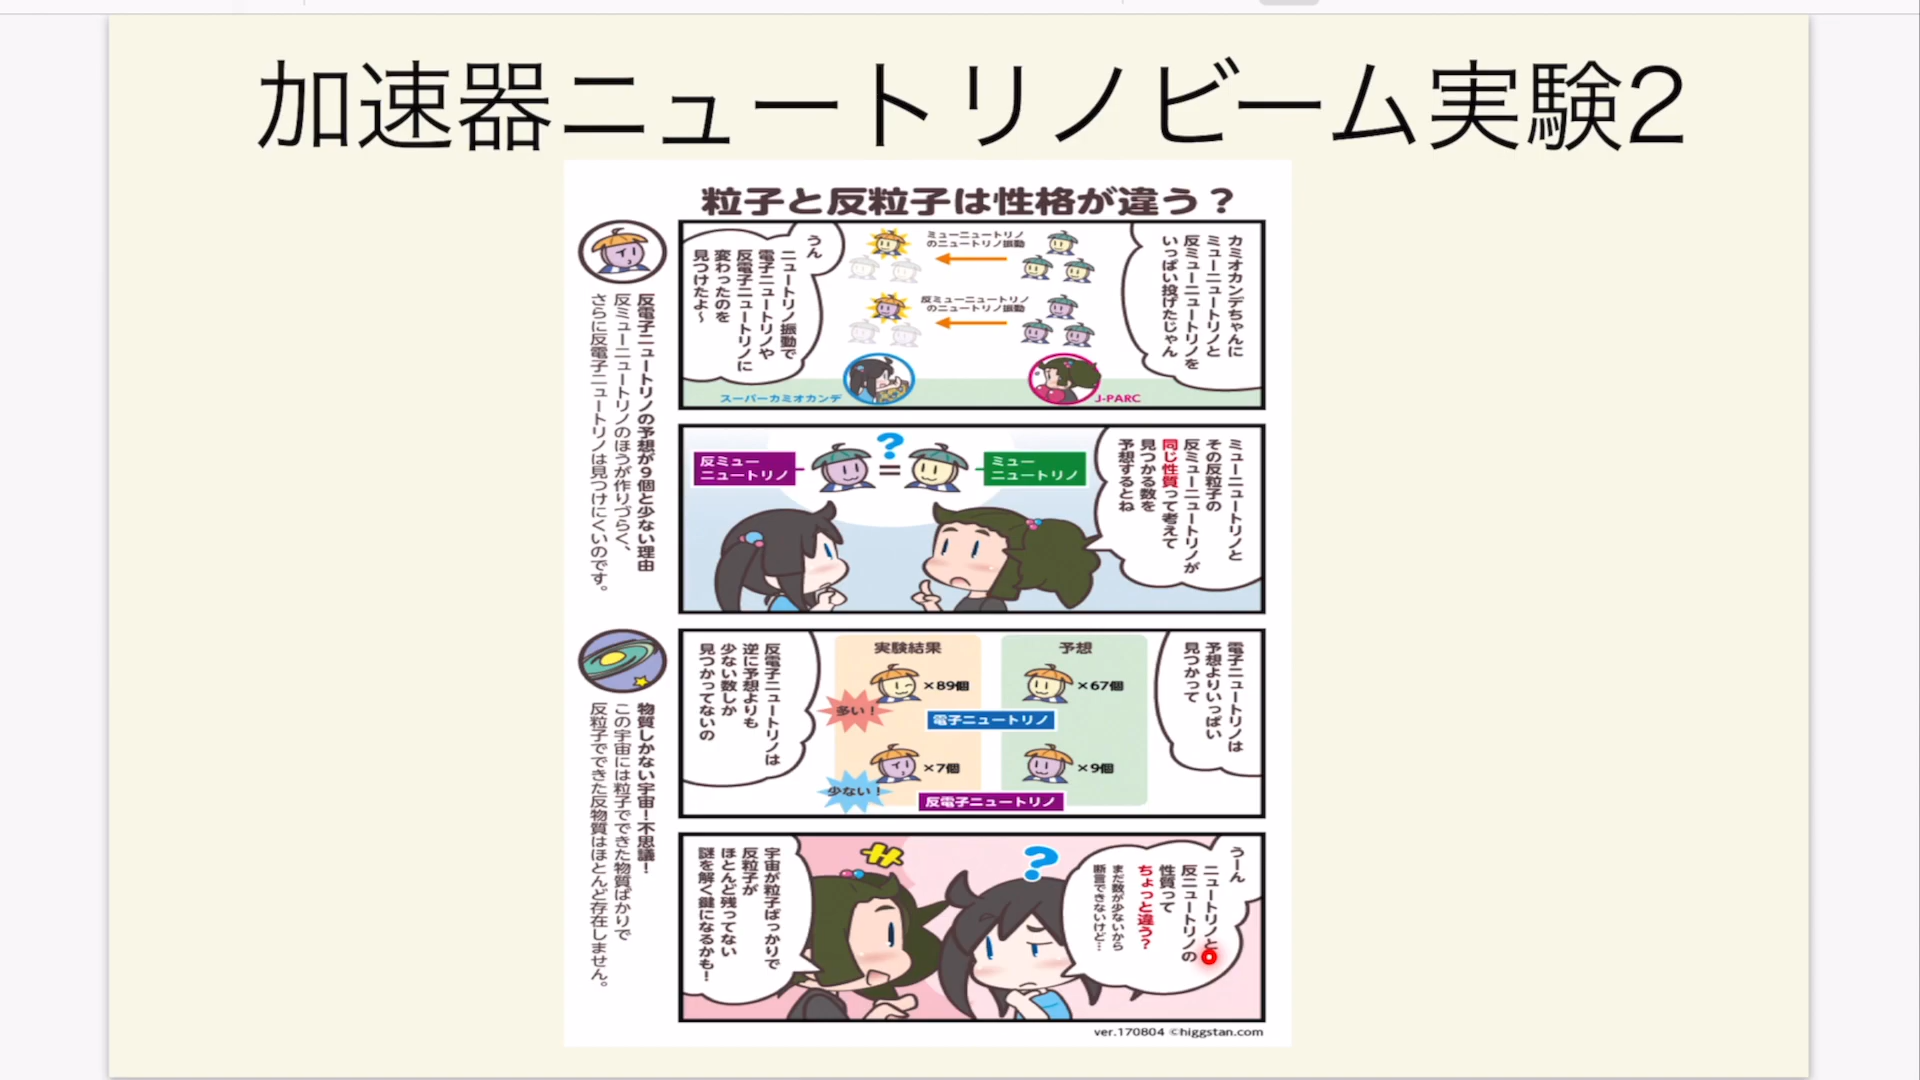 加速器ニュートリノビーム実験2
粒子と反粒子は性格が違う？
カミオカンデちゃんに
ミューニュートリノと
反ミューニュートリノを
いっぱい投げたじゃん
ミューニュートリノ
のニュートリノ振動
反ミューニュートリノ
のニュートリノ振動
うん
ニュートリノ振動で
電子ニュートリノや
反電子ニュートリノに
変わったのを
見つけたよ〜
スーパーカミオカンデ
J-PARC
ミューニュートリノと
その反粒子の
反ミューニュートリノが
同じ性質って考えて
見つかる数を
予想するとね
?
=
反ミュー
ニュートリノ
ミュー
ニュートリノ
電子ニュートリノは
予想よりいっぱい
見つかって
実験結果
予想
×89個
×67個
多い！
電子ニュートリノ
×7個
×9個
少ない！
反電子ニュートリノ
反電子ニュートリノは
逆に予想よりも
少ない数しか
見つかってないの
うーん
ニュートリノと
反ニュートリノの
性質って
ちょっと違う？
まだ数が少ないから
断言できないけど…
?
宇宙が粒子ばっかりで
反粒子が
ほとんど残ってない
謎を解く鍵になるかも！
反電子ニュートリノの予想が9個と少ない理由
反ミューニュートリノのほうが作りづらく、
さらに反電子ニュートリノは見つけにくいのです。
物質しかない宇宙！不思議！
この宇宙には粒子でできた物質ばかりで
反粒子でできた反物質はほとんど存在しません。
ver.170804 ©higgstan.com